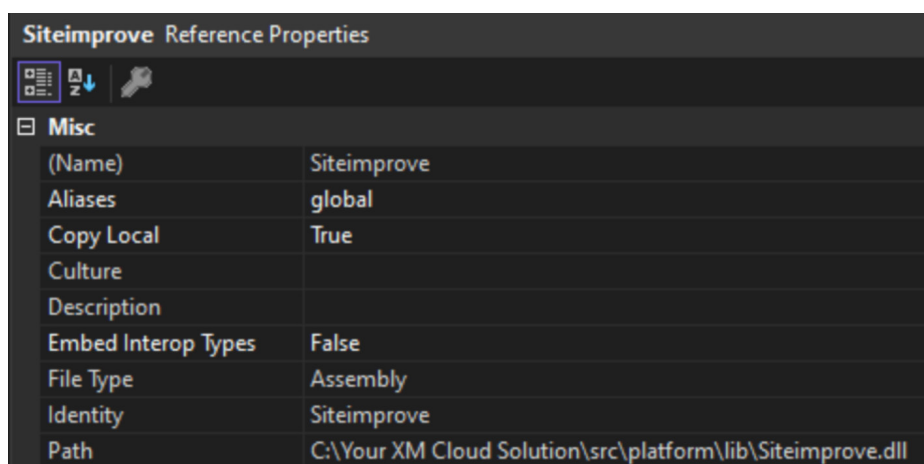 Siteimprove Reference Properties
Misc
(Name) Siteimprove
Aliases global
Copy Local True
Culture
Description
Embed Interop Types False
File Type Assembly
Identity Siteimprove
Path C:\Your XM Cloud Solution\src\platform\lib\Siteimprove.dll